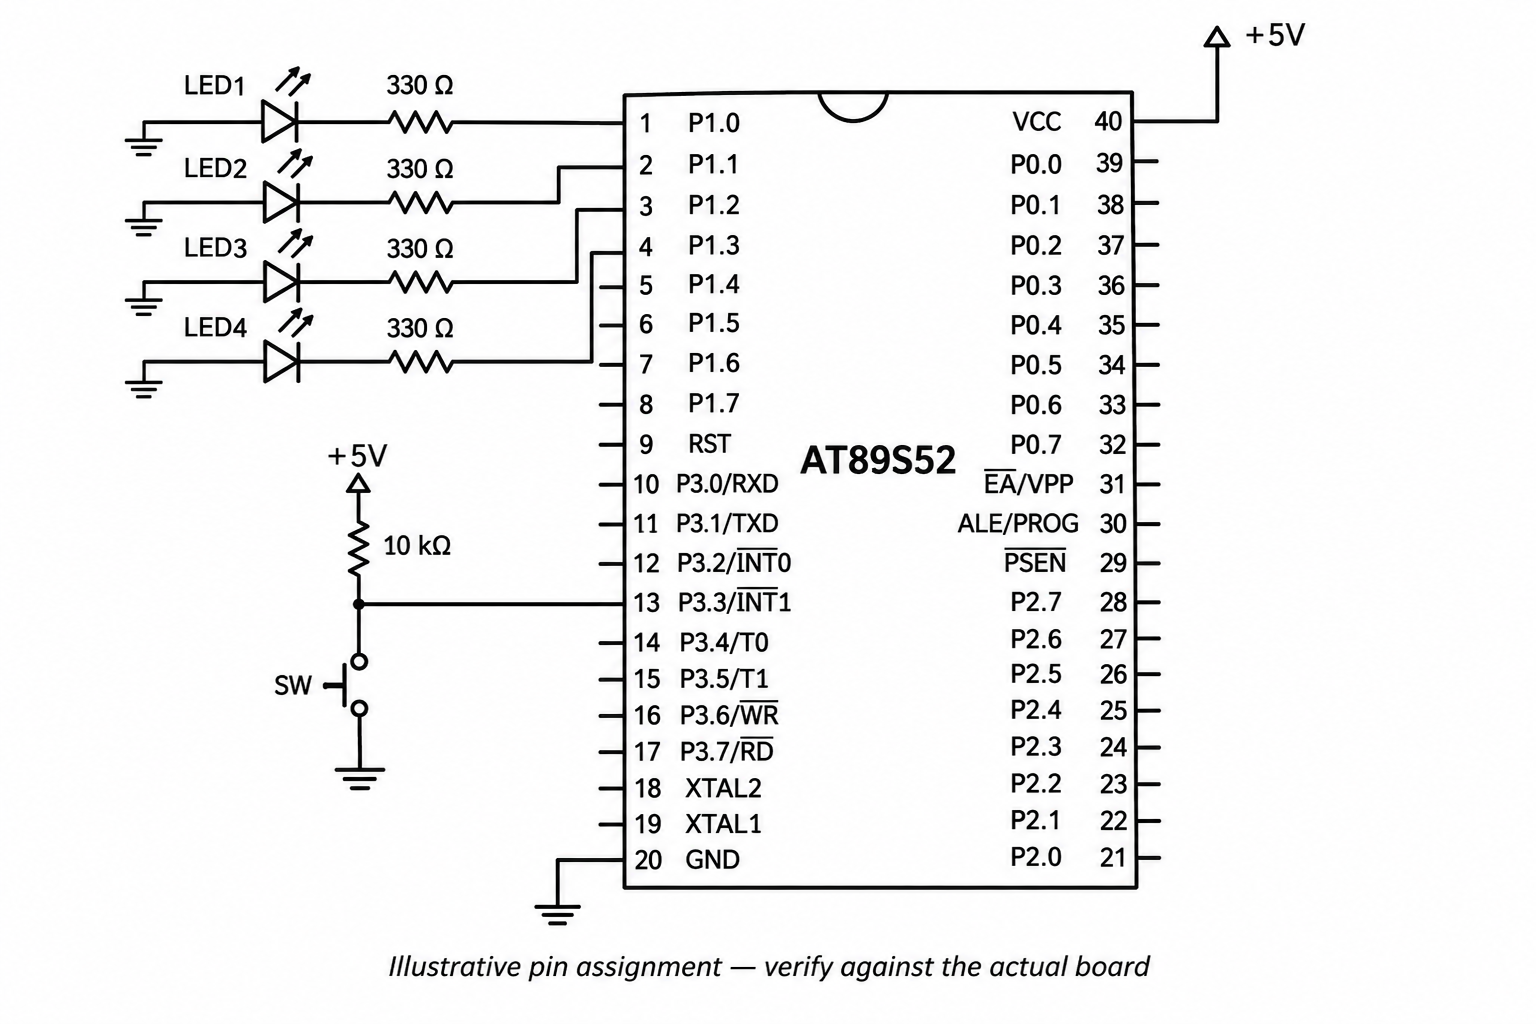 +5V
LED1 330 Ω
LED2 330 Ω
LED3 330 Ω
LED4 330 Ω
1 P1.0 VCC 40
2 P1.1 P0.0 39
3 P1.2 P0.1 38
4 P1.3 P0.2 37
5 P1.4 P0.3 36
6 P1.5 P0.4 35
7 P1.6 P0.5 34
8 P1.7 P0.6 33
9 RST P0.7 32
AT89S52
10 P3.0/RXD E̅A̅/VPP 31
11 P3.1/TXD ALE/PROG 30
12 P3.2/I̅N̅T̅0 P̅S̅E̅N̅ 29
13 P3.3/I̅N̅T̅1 P2.7 28
14 P3.4/T0 P2.6 27
15 P3.5/T1 P2.5 26
16 P3.6/W̅R̅ P2.4 25
17 P3.7/R̅D̅ P2.3 24
18 XTAL2 P2.2 23
19 XTAL1 P2.1 22
20 GND P2.0 21
+5V
10 kΩ
SW
Illustrative pin assignment — verify against the actual board